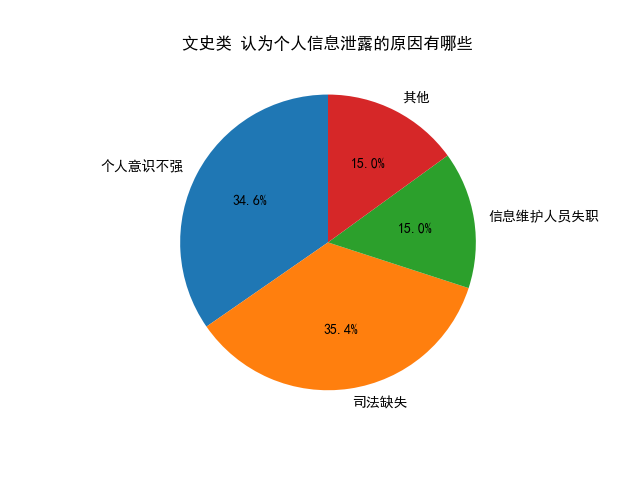 文史类 认为个人信息泄露的原因有哪些
其他
15.0%
个人意识不强
34.6%
信息维护人员失职
15.0%
35.4%
司法缺失